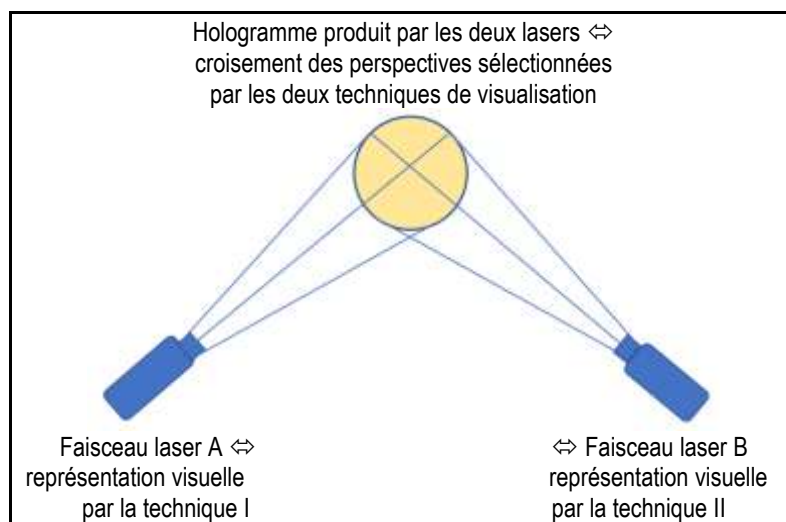 Hologramme produit par les deux lasers ⇔
croisement des perspectives sélectionnées
par les deux techniques de visualisation
Faisceau laser A ⇔
représentation visuelle
par la technique I
⇔ Faisceau laser B
représentation visuelle
par la technique II